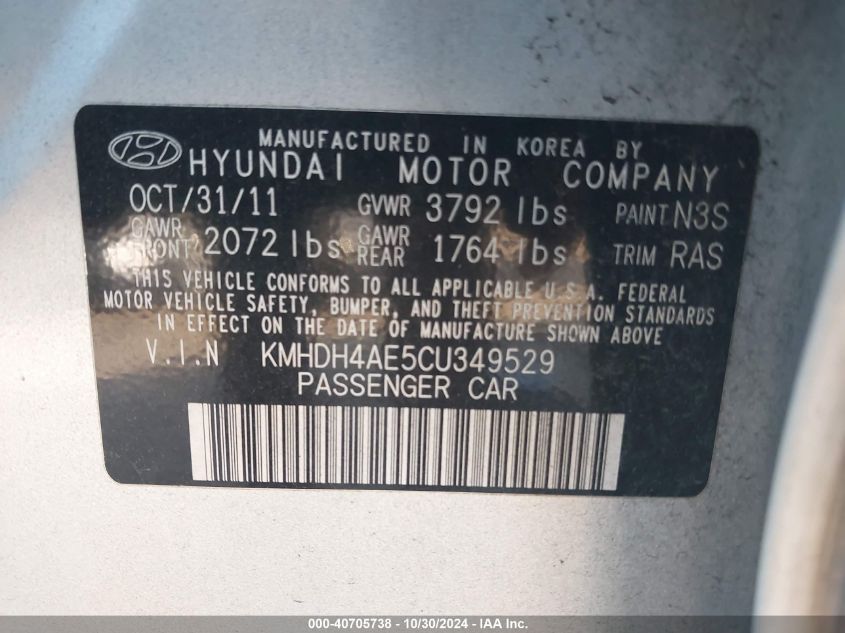 MANUFACTURED IN KOREA BY
HYUNDAI MOTOR COMPANY
OCT/31/11 GVWR 3792 lbs PAINT N3S
GAWR FRONT 2072 lbs GAWR REAR 1764 lbs TRIM RAS
THIS VEHICLE CONFORMS TO ALL APPLICABLE U.S.A. FEDERAL
MOTOR VEHICLE SAFETY, BUMPER, AND THEFT PREVENTION STANDARDS
IN EFFECT ON THE DATE OF MANUFACTURE SHOWN ABOVE
V.I.N KMHDH4AE5CU349529
PASSENGER CAR
000-40705738 - 10/30/2024 - IAA Inc.